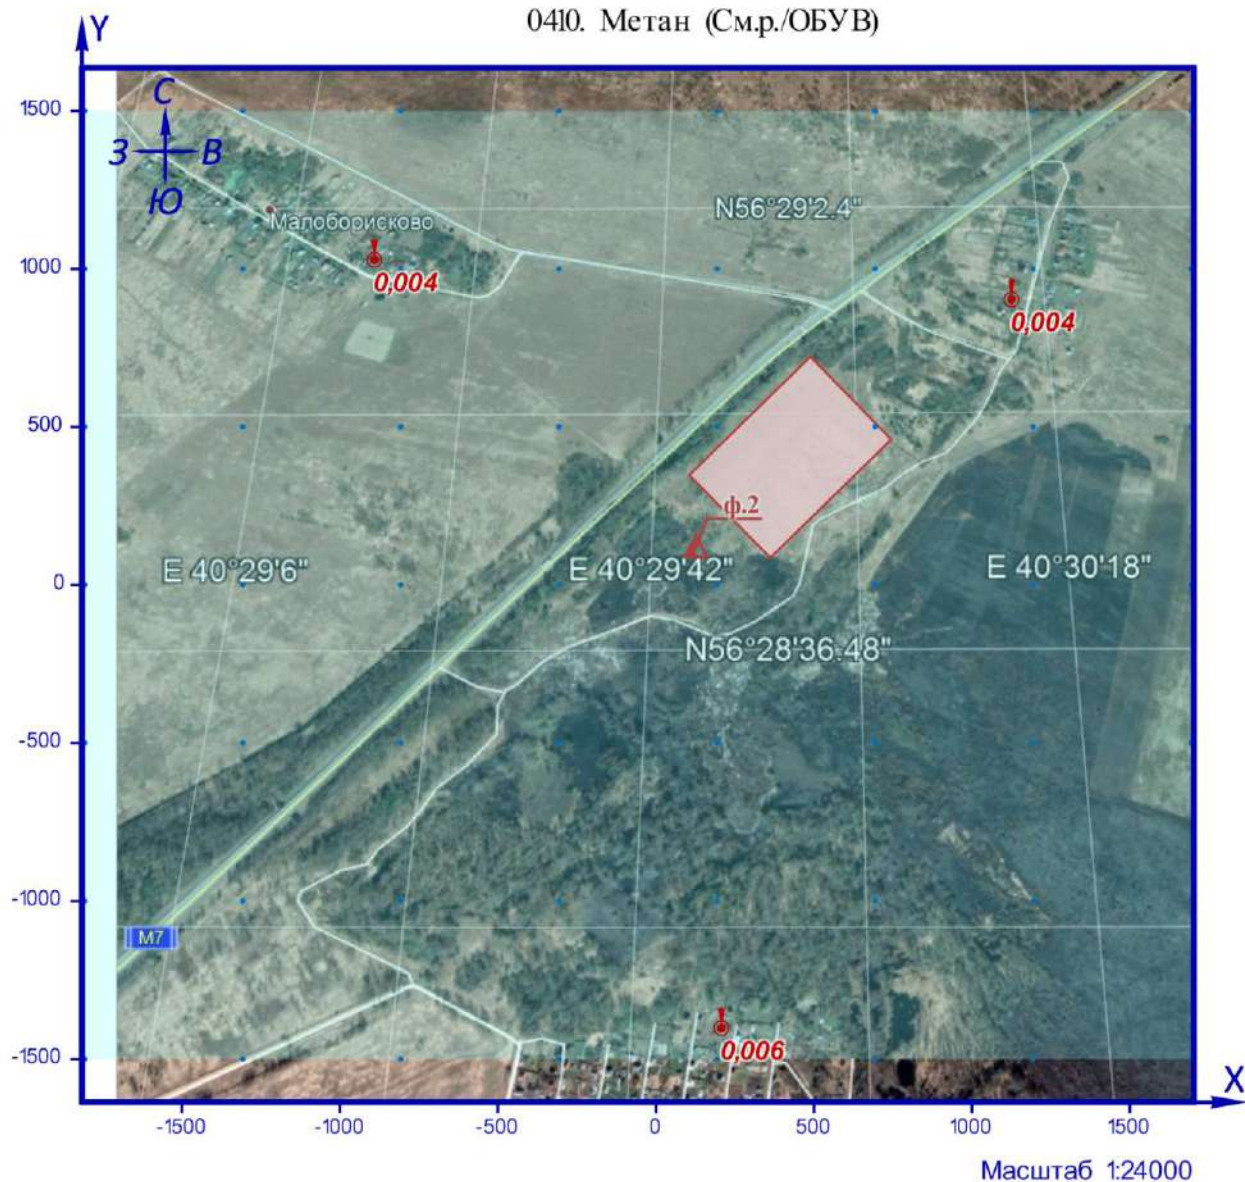 0410. Метан (См.р./ОБУВ)
Y
С
З В
Ю
1500
1000
500
0
-500
-1000
-1500
Малоборисково
0,004
N56°29'2.4"
0,004
ф.2
E 40°29'6"
E 40°29'42"
E 40°30'18"
N56°28'36.48"
M7
0,006
X
-1500 -1000 -500 0 500 1000 1500
Масштаб 1:24000